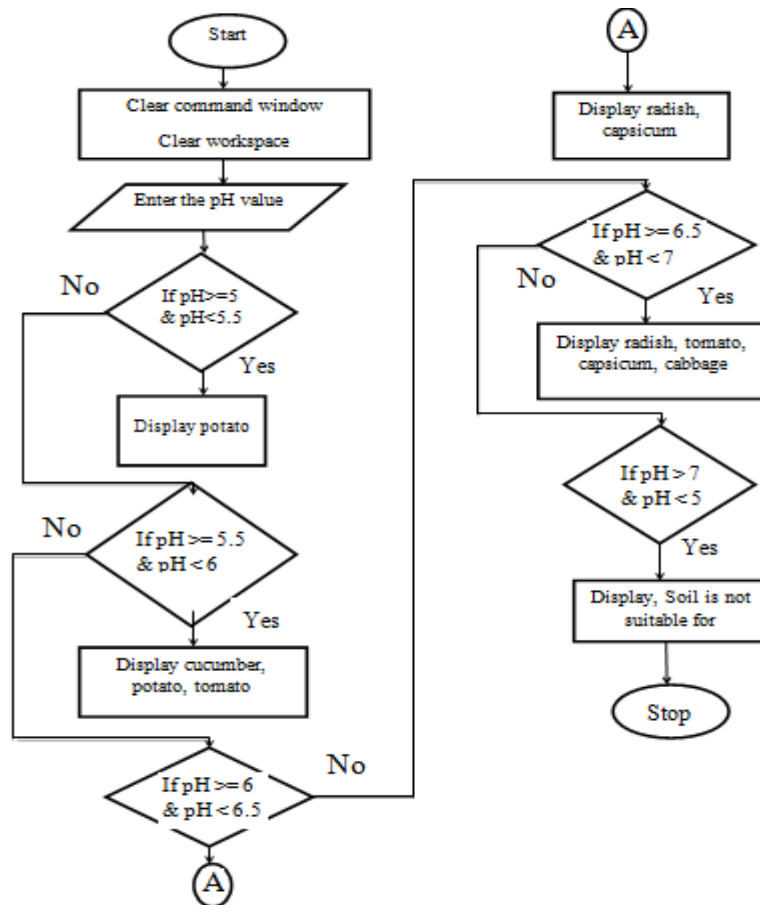 Start
Clear command window
Clear workspace
Enter the pH value
No
If pH>=5
& pH<5.5
Yes
Display potato
No
If pH >= 5.5
& pH < 6
Yes
Display cucumber,
potato, tomato
If pH >= 6
& pH < 6.5
No
A
A
Display radish,
capsicum
If pH >= 6.5
& pH < 7
No
Yes
Display radish, tomato,
capsicum, cabbage
If pH > 7
& pH < 5
Yes
Display, Soil is not
suitable for
Stop